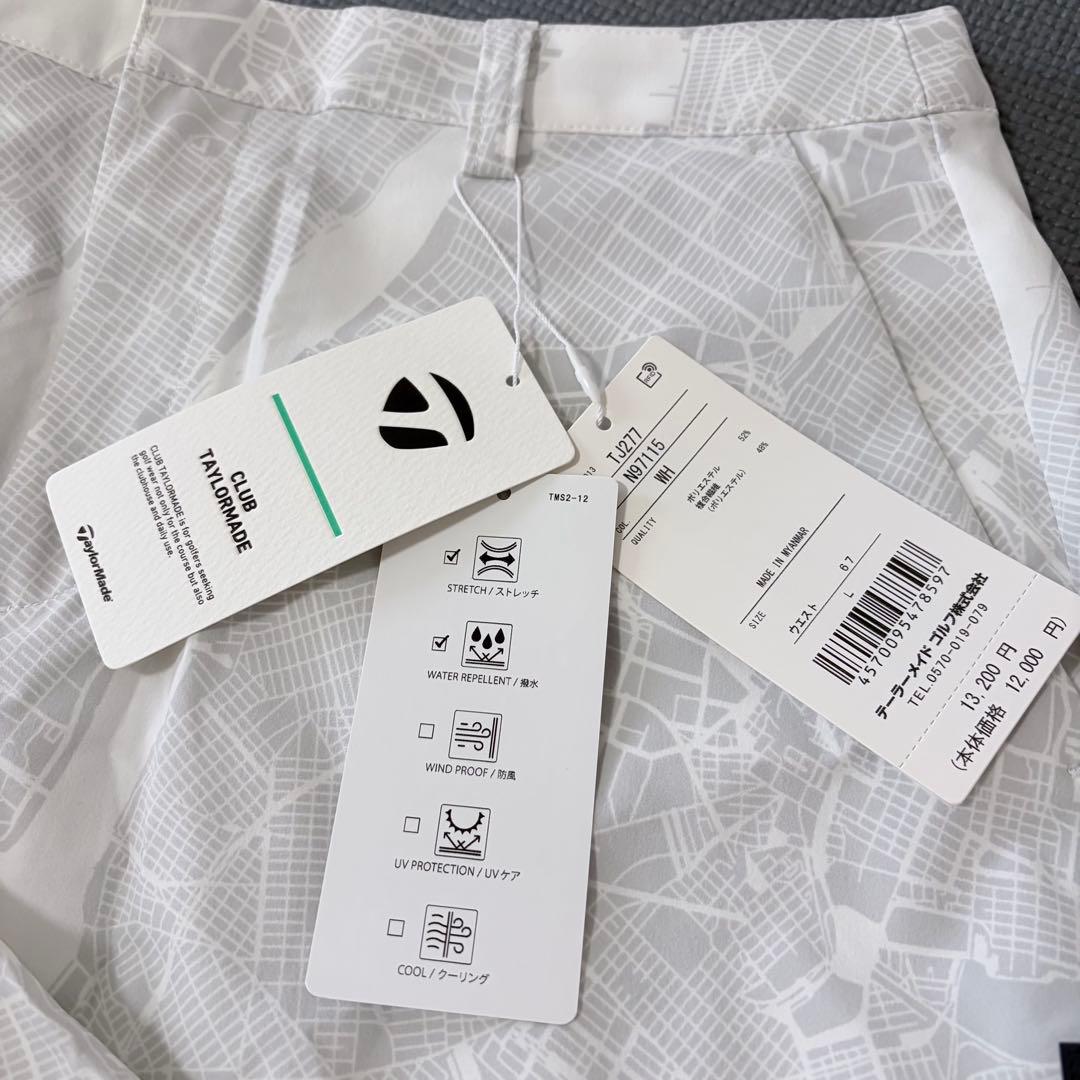 CLUB
TAYLORMADE
CLUB TAYLORMADE is for golfers seeking
golf wear not only for the course but also
the clubhouse and daily use.
TaylorMade
TMS2-12
STRETCH / ストレッチ
WATER REPELLENT / 撥水
WIND PROOF / 防風
UV PROTECTION / UVケア
COOL / クーリング
RFID
TJ277
N97115
COL WH
QUALITY
ポリエステル 52%
複合繊維 48%
(ポリエステル)
MADE IN MYANMAR
SIZE L
ウエスト 67
4570095478597
テーラーメイド ゴルフ株式会社
TEL.0570-019-079
13,200 円
(本体価格 12,000 円)